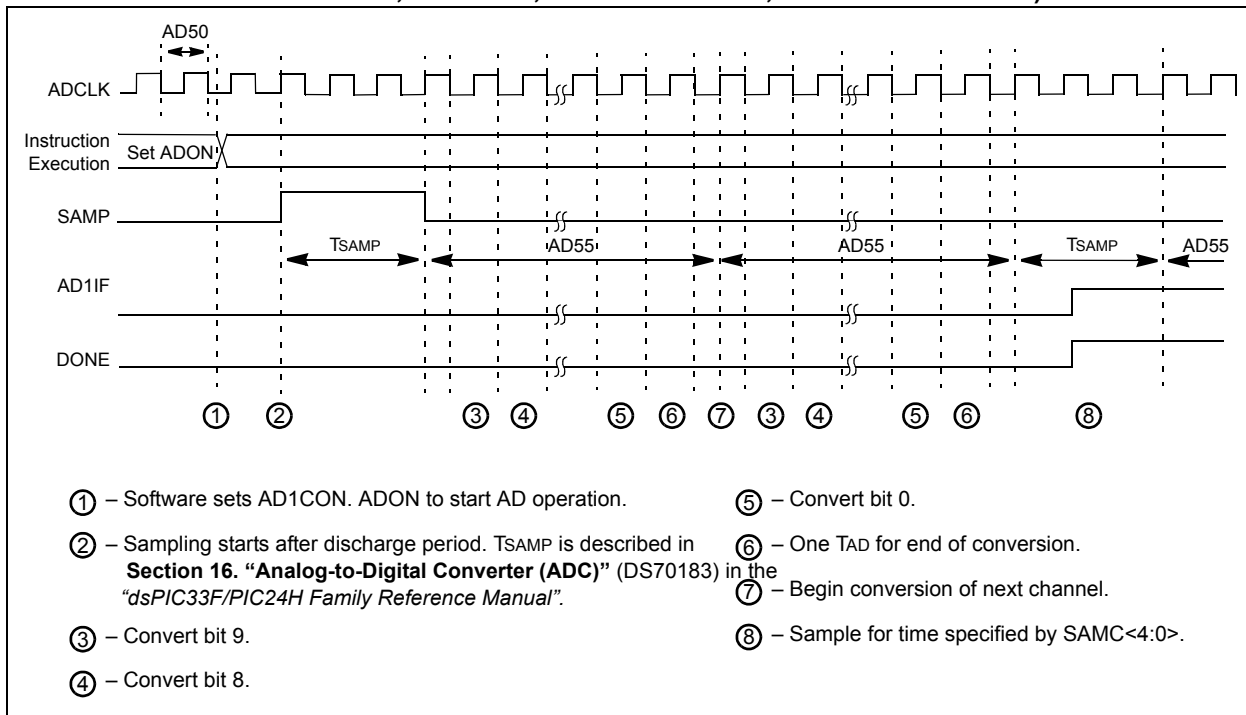 AD50
ADCLK
Instruction
Execution
Set ADON
SAMP
TSAMP
AD55
AD55
TSAMP
AD55
AD1IF
DONE
1 2 3 4 5 6 7 3 4 5 6 8
1 – Software sets AD1CON. ADON to start AD operation.
2 – Sampling starts after discharge period. TSAMP is described in
Section 16. “Analog-to-Digital Converter (ADC)” (DS70183) in the
“dsPIC33F/PIC24H Family Reference Manual”.
3 – Convert bit 9.
4 – Convert bit 8.
5 – Convert bit 0.
6 – One TAD for end of conversion.
7 – Begin conversion of next channel.
8 – Sample for time specified by SAMC<4:0>.